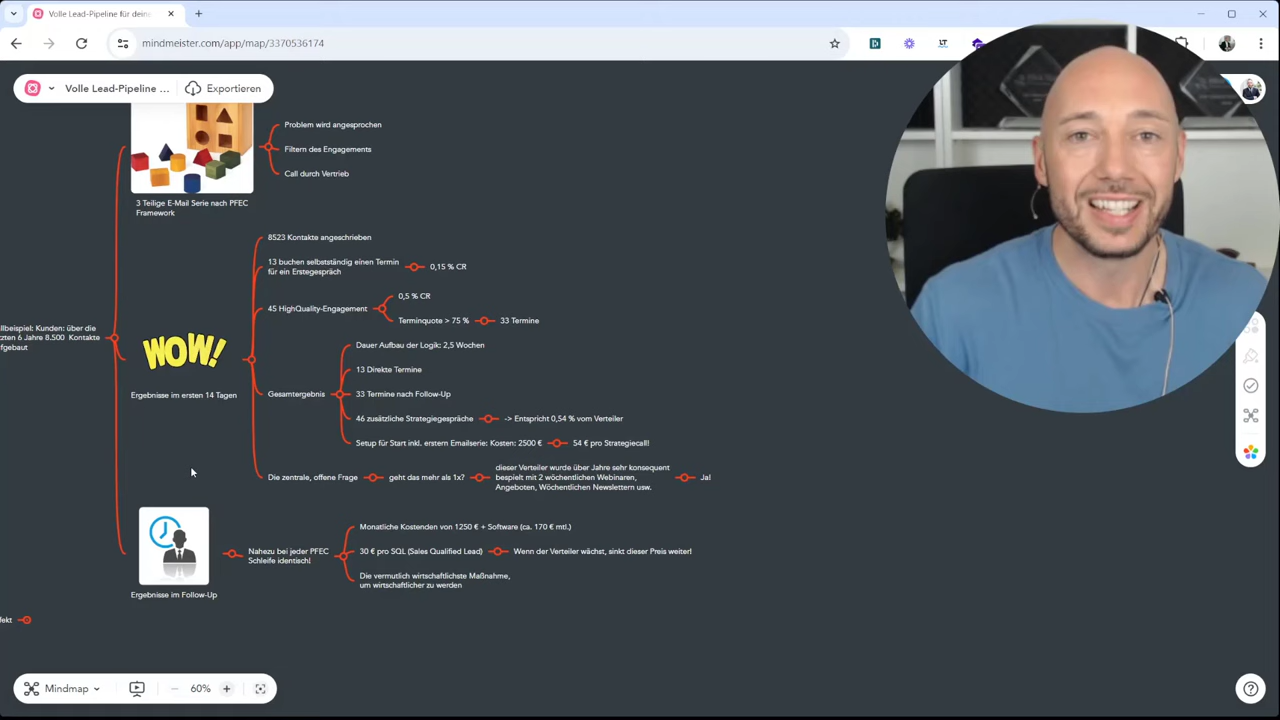 Volle Lead-Pipeline für deine
mindmeister.com/app/map/3370536174
LT
Volle Lead-Pipeline ...
Exportieren
Problem wird angesprochen
Filtern des Engagements
Call durch Vertrieb
3 Teilige E-Mail Serie nach PFEC
Framework
8523 Kontakte angeschrieben
13 buchen selbstständig einen Termin
für ein Erstegespräch
0,15 % CR
45 HighQuality-Engagement
0,5 % CR
Terminquote > 75 %
33 Termine
llbeispiel: Kunden: über die
tzten 6 Jahre 8.500 Kontakte
fgebaut
WOW!
Ergebnisse im ersten 14 Tagen
Gesamtergebnis
Dauer Aufbau der Logik: 2,5 Wochen
13 Direkte Termine
33 Termine nach Follow-Up
46 zusätzliche Strategiegespräche
-> Entspricht 0,54 % vom Verteiler
Setup für Start inkl. erstern Emailserie: Kosten: 2500 €
54 € pro Strategiecall!
Die zentrale, offene Frage
geht das mehr als 1x?
dieser Verteiler wurde über Jahre sehr konsequent
bespielt mit 2 wöchentlichen Webinaren,
Angeboten, Wöchentlichen Newslettern usw.
Ja!
Ergebnisse im Follow-Up
Nahezu bei jeder PFEC
Schleife identisch!
Monatliche Kostenden von 1250 € + Software (ca. 170 € mtl.)
30 € pro SQL (Sales Qualified Lead)
Wenn der Verteiler wächst, sinkt dieser Preis weiter!
Die vermutlich wirtschaftlichste Maßnahme,
um wirtschaftlicher zu werden
fekt
Mindmap
60%